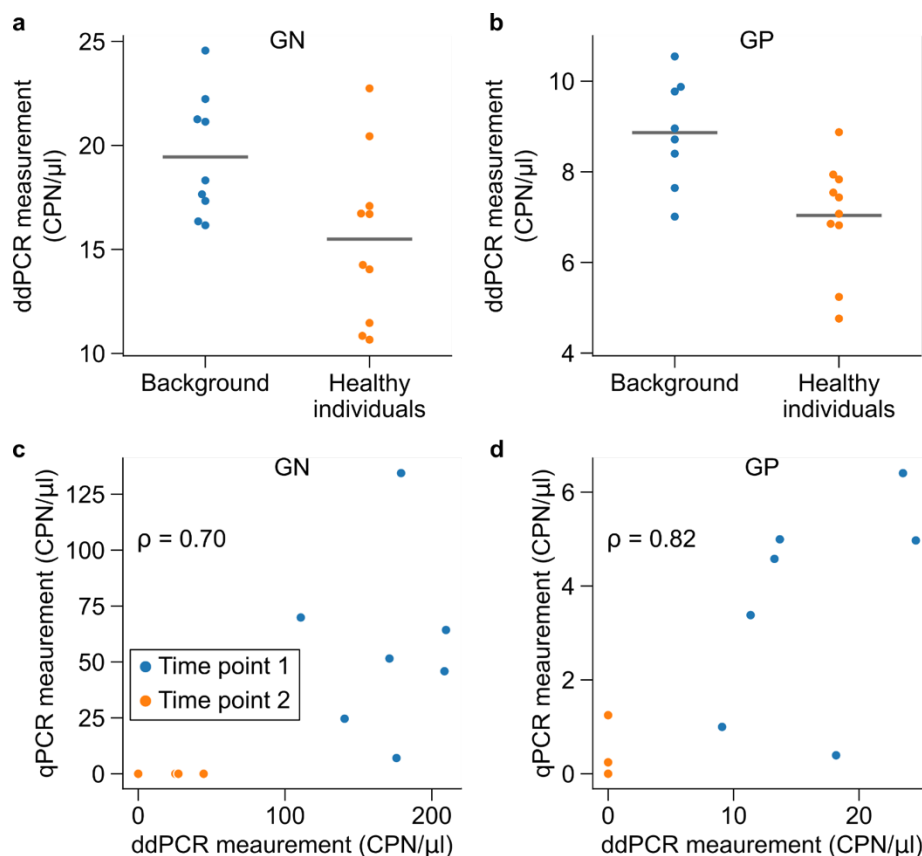 a
GN
ddPCR measurement
(CPN/µl)
25
20
15
10
Background
Healthy
individuals
b
GP
ddPCR measurement
(CPN/µl)
10
8
6
4
Background
Healthy
individuals
c
GN
qPCR meaurement (CPN/µl)
125
100
75
50
25
0
ρ = 0.70
Time point 1
Time point 2
0
100
200
ddPCR meaurement (CPN/µl)
d
GP
qPCR meaurement (CPN/µl)
6
4
2
0
ρ = 0.82
0
10
20
ddPCR meaurement (CPN/µl)